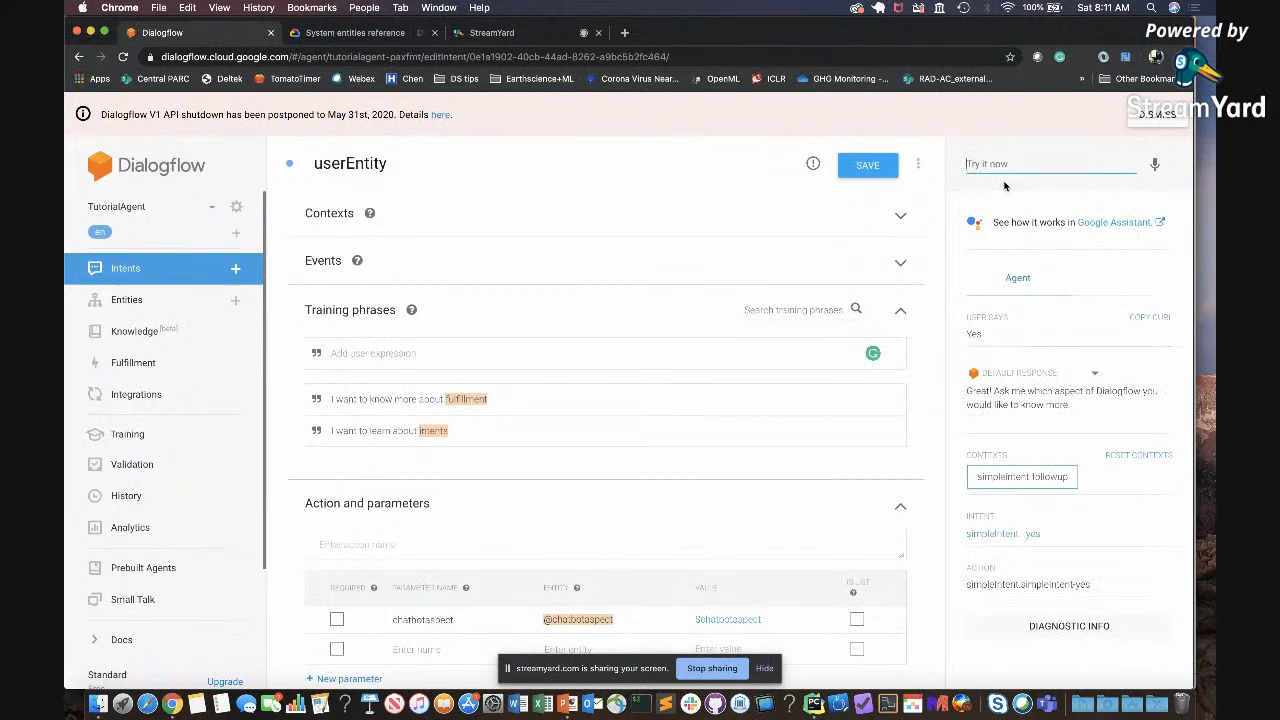 Chrome File Edit View History Bookmarks People Tab Window Help 100% Sat 8:11 AM
Powered by
StreamYard
Dialogflow System entities reference StreamYard
dialogflow.cloud.google.com/#/agent/tutorialagent-paxfmt/editIntent/0e1a1902-40cb-44ad-8262-a9bc5b2fc464/
Apps Central PARC Deltek TomatoTimer Chen DS tips Earthscience+ML Corona Virus Near... OpenML ICLR GHG Monitoring -... RAD-AC_external... » Other Bookmar
Dialogflow V1 API shutdown has been postponed to May 31st, 2020. Details here.
Dialogflow
userEntity
SAVE
Try it now
TutorialAgent
en
Contexts
See how it works in Google Assistant.
Intents
Events
Agent
Entities
Training phrases
Search training phrases
USER SAYS
COPY CURL
Knowledge [beta]
Yes
Add user expression
Fulfillment
DEFAULT RESPONSE
Great! Ask me which aspect of Dialogflow you would like to know more.
Integrations
I want to know more about fulfillment
I want to learn about intents
Training
CONTEXTS
RESET CONTEXTS
Validation
simpleintent-followup
History
Action and parameters
INTENT
Analytics
simpleIntent - yes
Enter action name
Prebuilt Agents
ACTION
REQUIRED PARAMETER NAME ENTITY VALUE IS LIST
simpleIntent.simpleIntent-yes
Small Talk
chatbotaspect @chatbotaspect $chatbotaspect
DIAGNOSTIC INFO
Docs
Enter name Enter entity Enter value
streamyard.com is sharing your screen. Stop sharing Hide
Standard
Free
Upgrade
+ New parameter